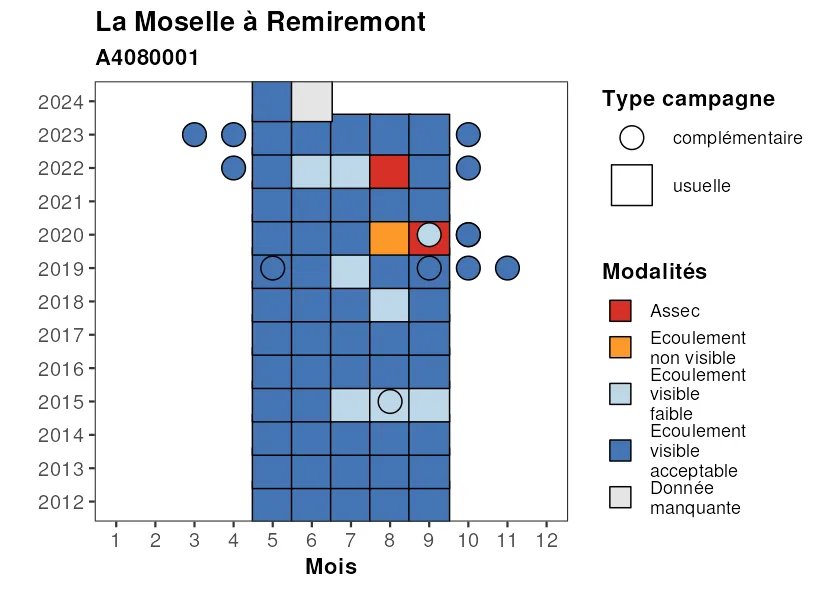 La Moselle à Remiremont
A4080001
2024
2023
2022
2021
2020
2019
2018
2017
2016
2015
2014
2013
2012
1 2 3 4 5 6 7 8 9 10 11 12
Mois
Type campagne
complémentaire
usuelle
Modalités
Assec
Ecoulement
non visible
Ecoulement
visible
faible
Ecoulement
visible
acceptable
Donnée
manquante